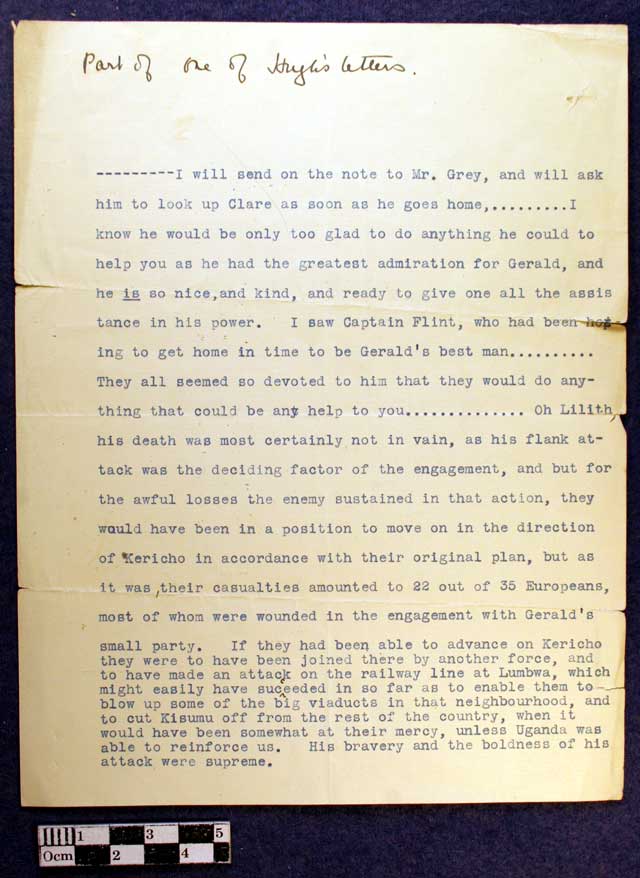 Part of one of Hugh's letters.
---------I will send on the note to Mr. Grey, and will ask
him to look up Clare as soon as he goes home,.........I
know he would be only too glad to do anything he could to
help you as he had the greatest admiration for Gerald, and
he is so nice,and kind, and ready to give one all the assis
tance in his power. I saw Captain Flint, who had been hop-
ing to get home in time to be Gerald's best man..........
They all seemed so devoted to him that they would do any-
thing that could be any help to you.............. Oh Lilith,
his death was most certainly not in vain, as his flank at-
tack was the deciding factor of the engagement, and but for
the awful losses the enemy sustained in that action, they
would have been in a position to move on in the direction
of Kericho in accordance with their original plan, but as
it was,their casualties amounted to 22 out of 35 Europeans,
most of whom were wounded in the engagement with Gerald's
small party. If they had been able to advance on Kericho
they were to have been joined there by another force, and
to have made an attack on the railway line at Lumbwa, which
might easily have succeeded in so far as to enable them to
blow up some of the big viaducts in that neighbourhood, and
to cut Kisumu off from the rest of the country, when it
would have been somewhat at their mercy, unless Uganda was
able to reinforce us. His bravery and the boldness of his
attack were supreme.
1 3 5
0cm 2 4